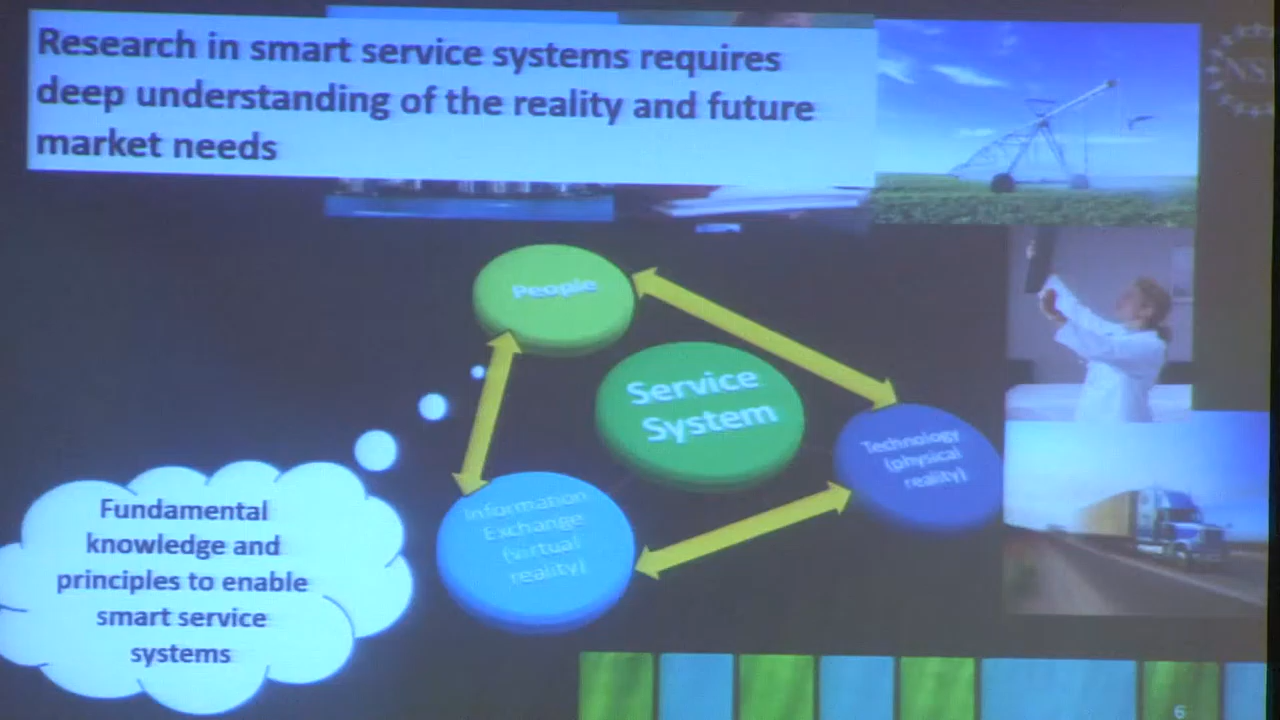 Research in smart service systems requires
deep understanding of the reality and future
market needs
NSF
People
Service
System
Technology
(physical
reality)
Information
Exchange
(virtual
reality)
Fundamental
knowledge and
principles to enable
smart service
systems
6